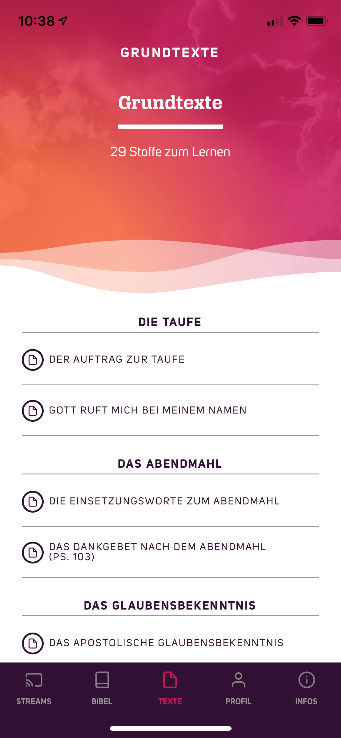 10:38
GRUNDTEXTE
Grundtexte
29 Stoffe zum Lernen
DIE TAUFE
DER AUFTRAG ZUR TAUFE
GOTT RUFT MICH BEI MEINEM NAMEN
DAS ABENDMAHL
DIE EINSETZUNGSWORTE ZUM ABENDMAHL
DAS DANKGEBET NACH DEM ABENDMAHL
(PS. 103)
DAS GLAUBENSBEKENNTNIS
DAS APOSTOLISCHE GLAUBENSBEKENNTNIS
STREAMS BIBEL TEXTE PROFIL INFOS